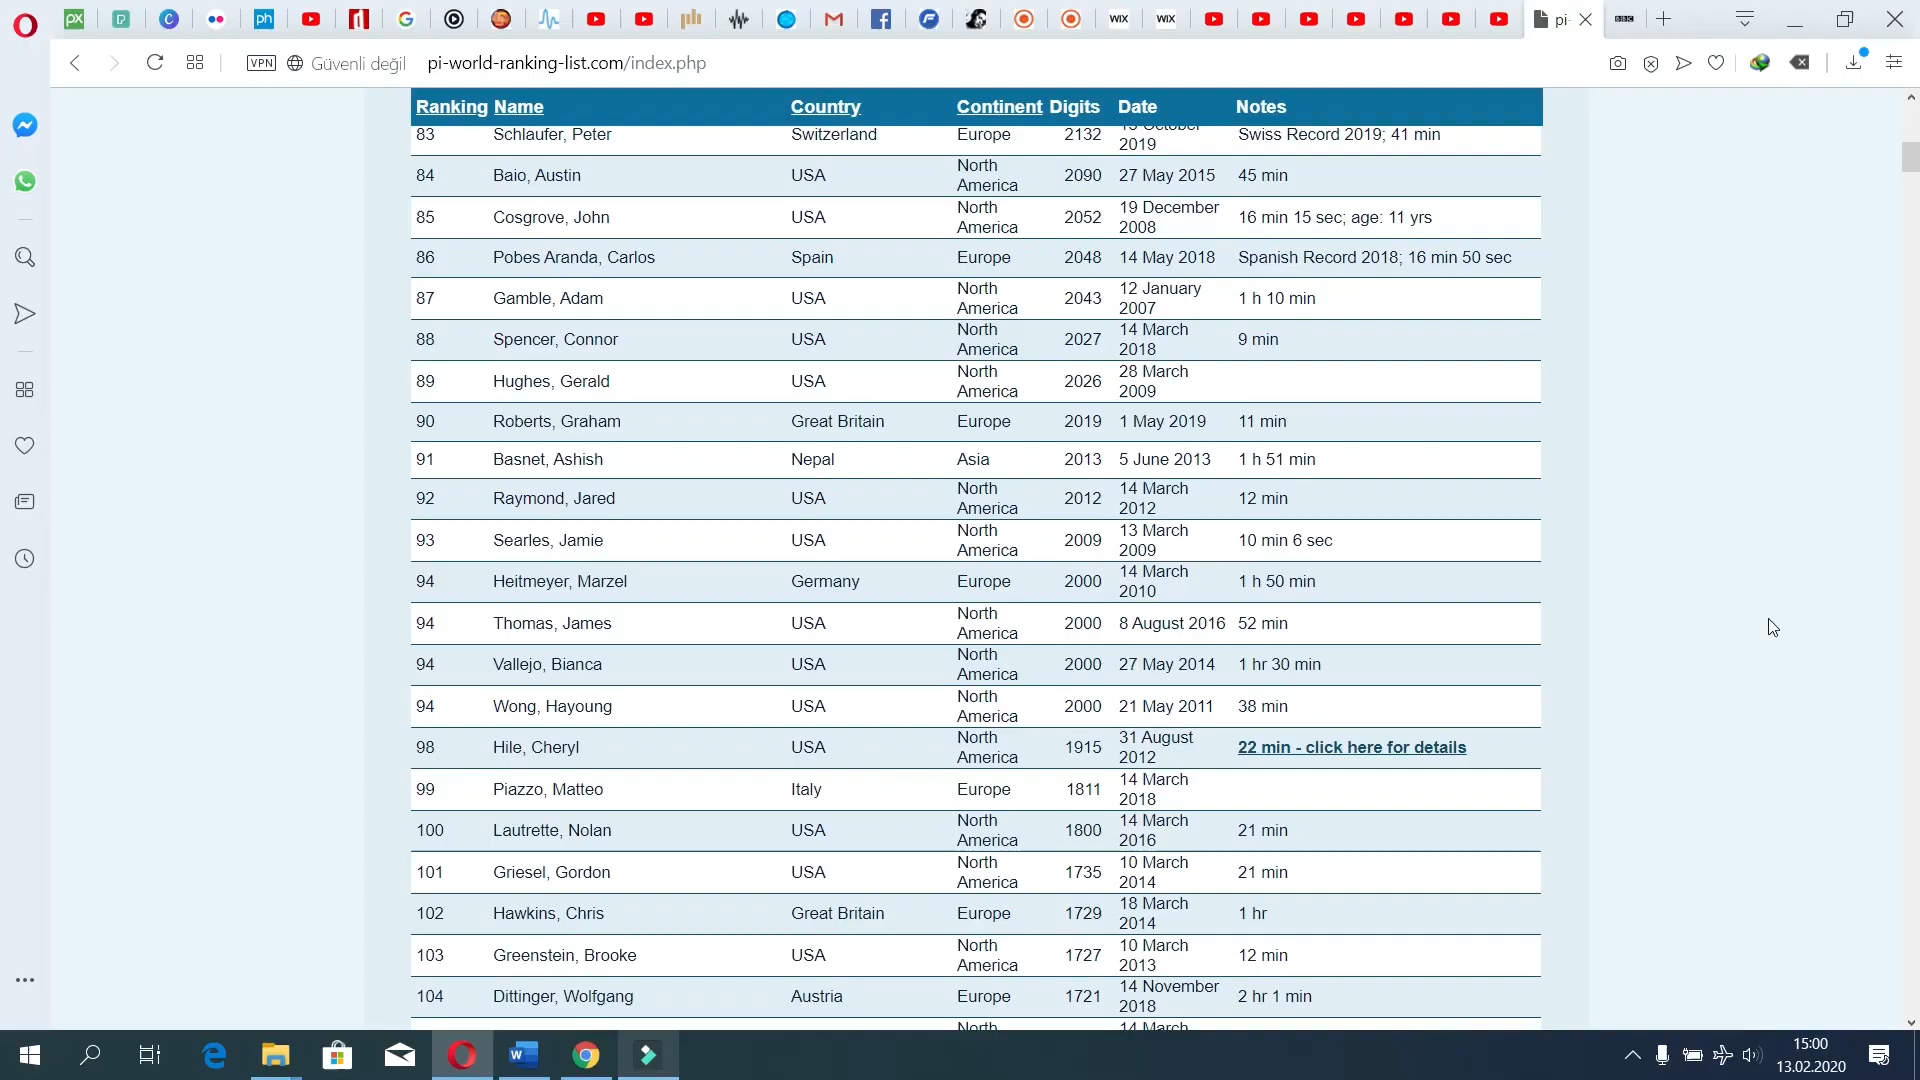 pi-
VPN Güvenli değil pi-world-ranking-list.com/index.php
Ranking Name Country Continent Digits Date Notes
83 Schlaufer, Peter Switzerland Europe 2132 October 2019 Swiss Record 2019; 41 min
84 Baio, Austin USA North America 2090 27 May 2015 45 min
85 Cosgrove, John USA North America 2052 19 December 2008 16 min 15 sec; age: 11 yrs
86 Pobes Aranda, Carlos Spain Europe 2048 14 May 2018 Spanish Record 2018; 16 min 50 sec
87 Gamble, Adam USA North America 2043 12 January 2007 1 h 10 min
88 Spencer, Connor USA North America 2027 14 March 2018 9 min
89 Hughes, Gerald USA North America 2026 28 March 2009
90 Roberts, Graham Great Britain Europe 2019 1 May 2019 11 min
91 Basnet, Ashish Nepal Asia 2013 5 June 2013 1 h 51 min
92 Raymond, Jared USA North America 2012 14 March 2012 12 min
93 Searles, Jamie USA North America 2009 13 March 2009 10 min 6 sec
94 Heitmeyer, Marzel Germany Europe 2000 14 March 2010 1 h 50 min
94 Thomas, James USA North America 2000 8 August 2016 52 min
94 Vallejo, Bianca USA North America 2000 27 May 2014 1 hr 30 min
94 Wong, Hayoung USA North America 2000 21 May 2011 38 min
98 Hile, Cheryl USA North America 1915 31 August 2012 22 min - click here for details
99 Piazzo, Matteo Italy Europe 1811 14 March 2018
100 Lautrette, Nolan USA North America 1800 14 March 2016 21 min
101 Griesel, Gordon USA North America 1735 10 March 2014 21 min
102 Hawkins, Chris Great Britain Europe 1729 18 March 2014 1 hr
103 Greenstein, Brooke USA North America 1727 10 March 2013 12 min
104 Dittinger, Wolfgang Austria Europe 1721 14 November 2018 2 hr 1 min
North 14 March
15:00
13.02.2020